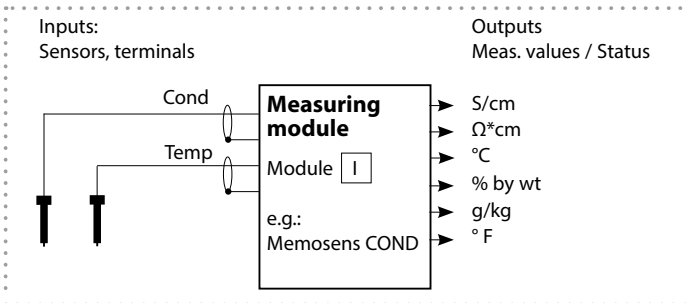 Inputs:
Sensors, terminals
Outputs
Meas. values / Status
Cond
Temp
Measuring
module
Module I
e.g.:
Memosens COND
S/cm
Ω*cm
°C
% by wt
g/kg
° F